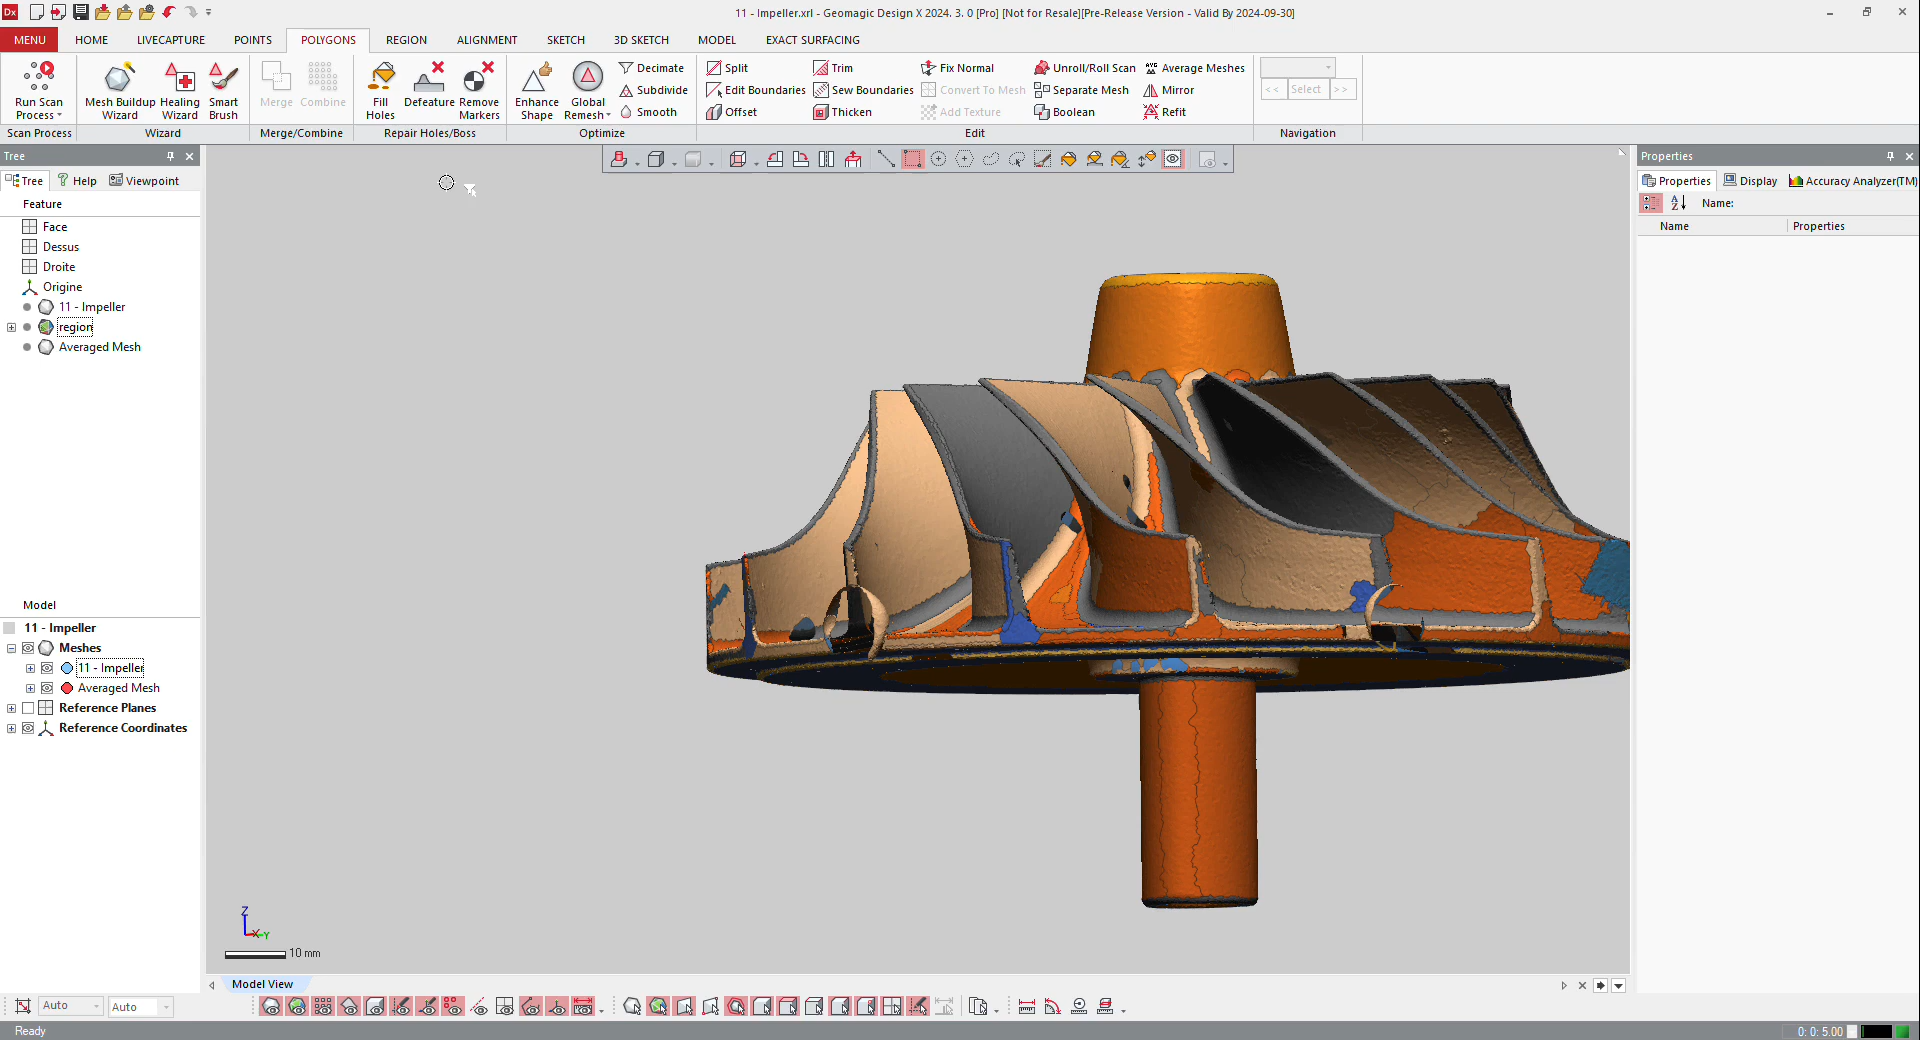 Dx
11 - Impeller.xrl - Geomagic Design X 2024. 3. 0 [Pro] [Not for Resale][Pre-Release Version - Valid By 2024-09-30]
MENU HOME LIVECAPTURE POINTS POLYGONS REGION ALIGNMENT SKETCH 3D SKETCH MODEL EXACT SURFACING
Run Scan Process
Mesh Buildup Wizard
Healing Wizard
Smart Brush
Merge Combine
Fill Holes
Defeature
Remove Markers
Enhance Shape
Global Remesh
Decimate
Subdivide
Smooth
Split Trim Fix Normal Unroll/Roll Scan Average Meshes
Edit Boundaries Sew Boundaries Convert To Mesh Separate Mesh Mirror
Offset Thicken Add Texture Boolean Refit
<< Select >>
Scan Process Wizard Merge/Combine Repair Holes/Boss Optimize Edit Navigation
Tree
Tree Help Viewpoint
Feature
Face
Dessus
Droite
Origine
11 - Impeller
region
Averaged Mesh
Model
11 - Impeller
Meshes
11 - Impeller
Averaged Mesh
Reference Planes
Reference Coordinates
Properties
Properties Display Accuracy Analyzer(TM)
Name:
Name Properties
Z
X Y
10 mm
Model View
Auto Auto
Ready
0: 0: 5.00